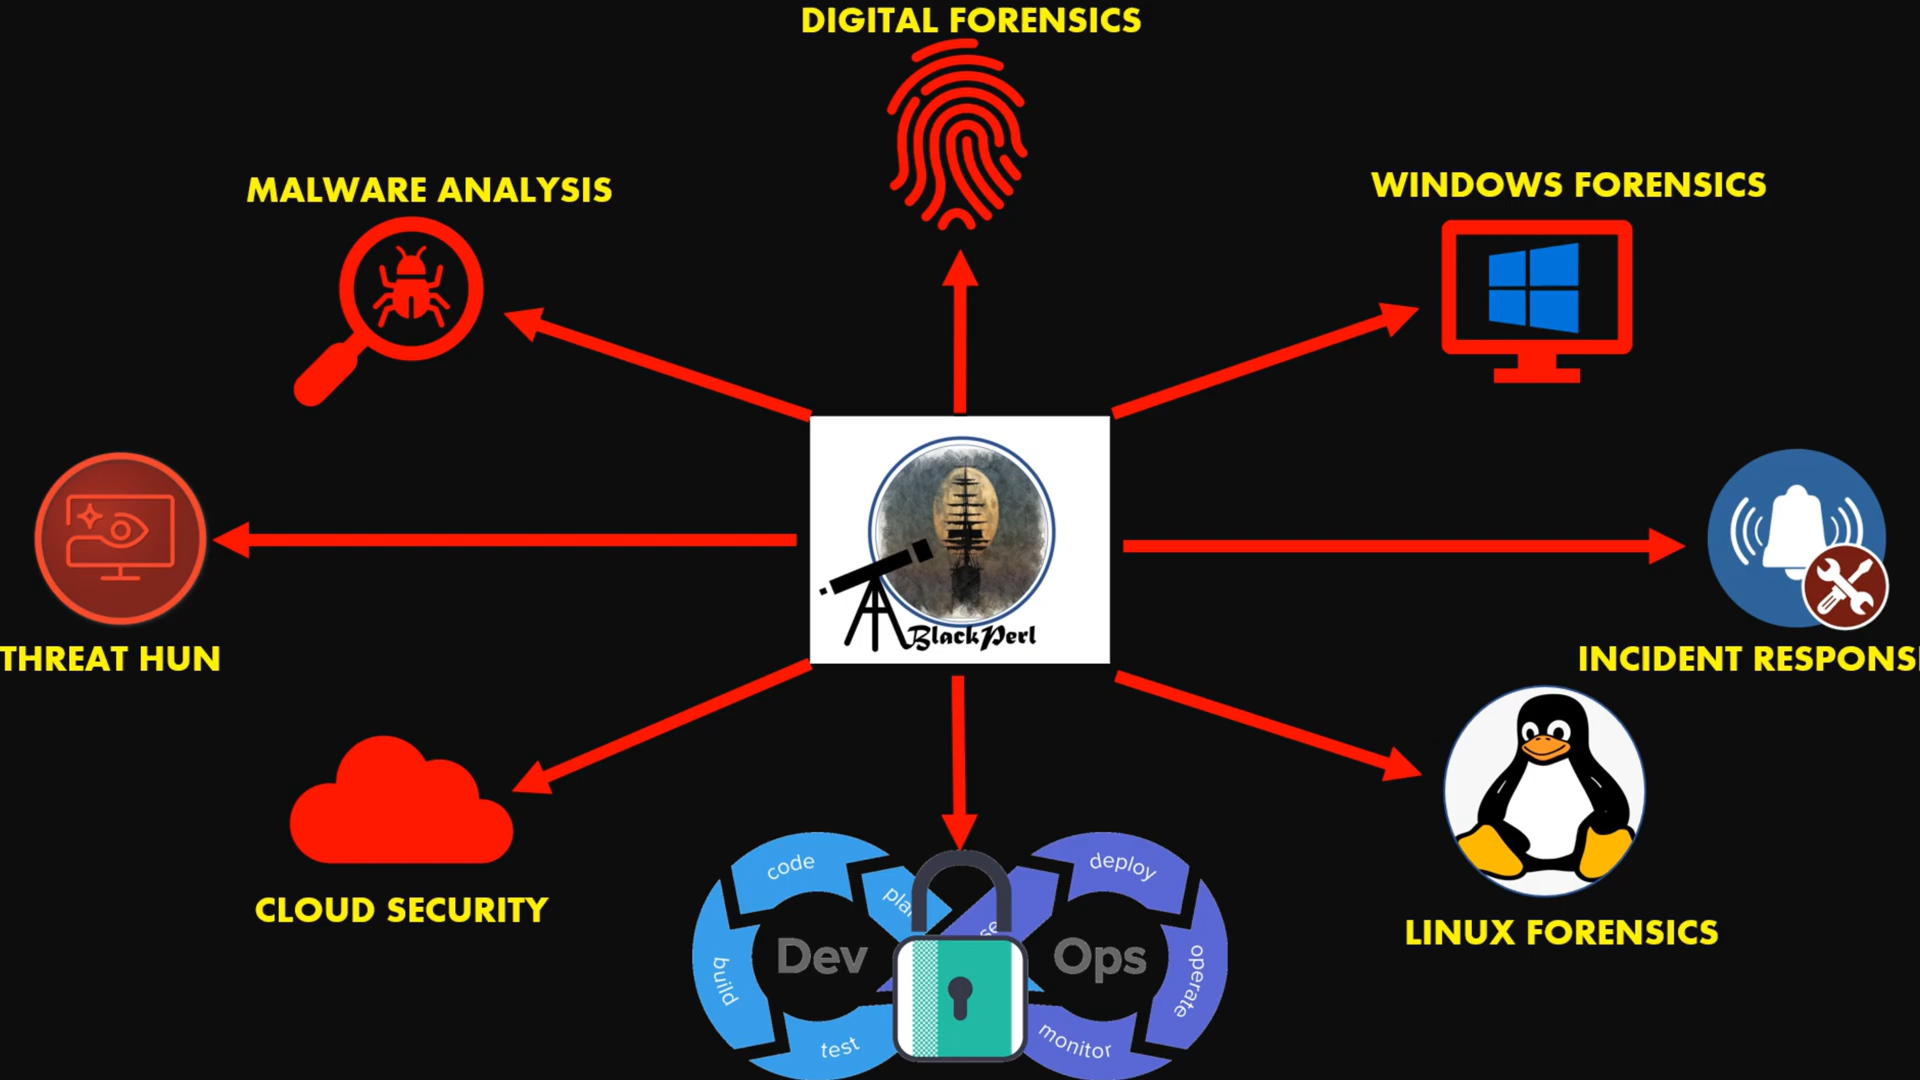 DIGITAL FORENSICS
MALWARE ANALYSIS
WINDOWS FORENSICS
BlackPerl
THREAT HUN
INCIDENT RESPONS
CLOUD SECURITY
LINUX FORENSICS
code
plan
deploy
Dev
Ops
build
operate
test
monitor